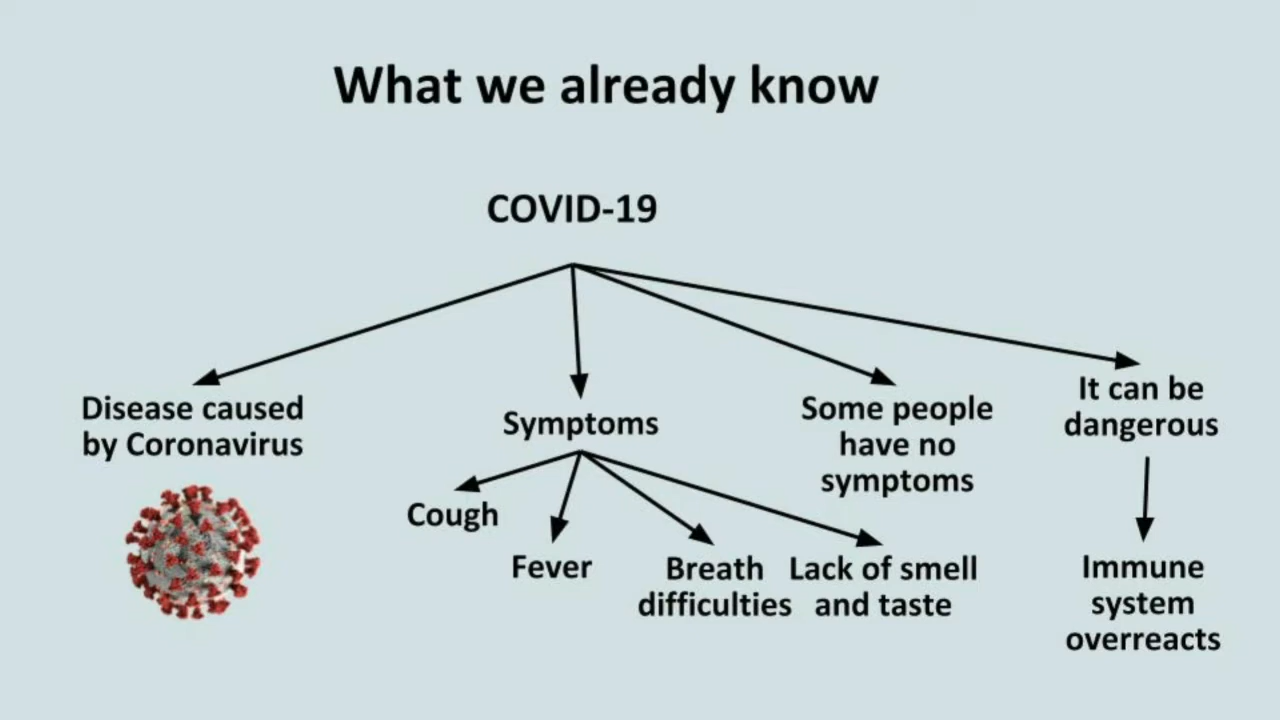 What we already know
COVID-19
Disease caused
by Coronavirus
Symptoms
Cough
Fever
Breath
difficulties
Lack of smell
and taste
Some people
have no
symptoms
It can be
dangerous
Immune
system
overreacts